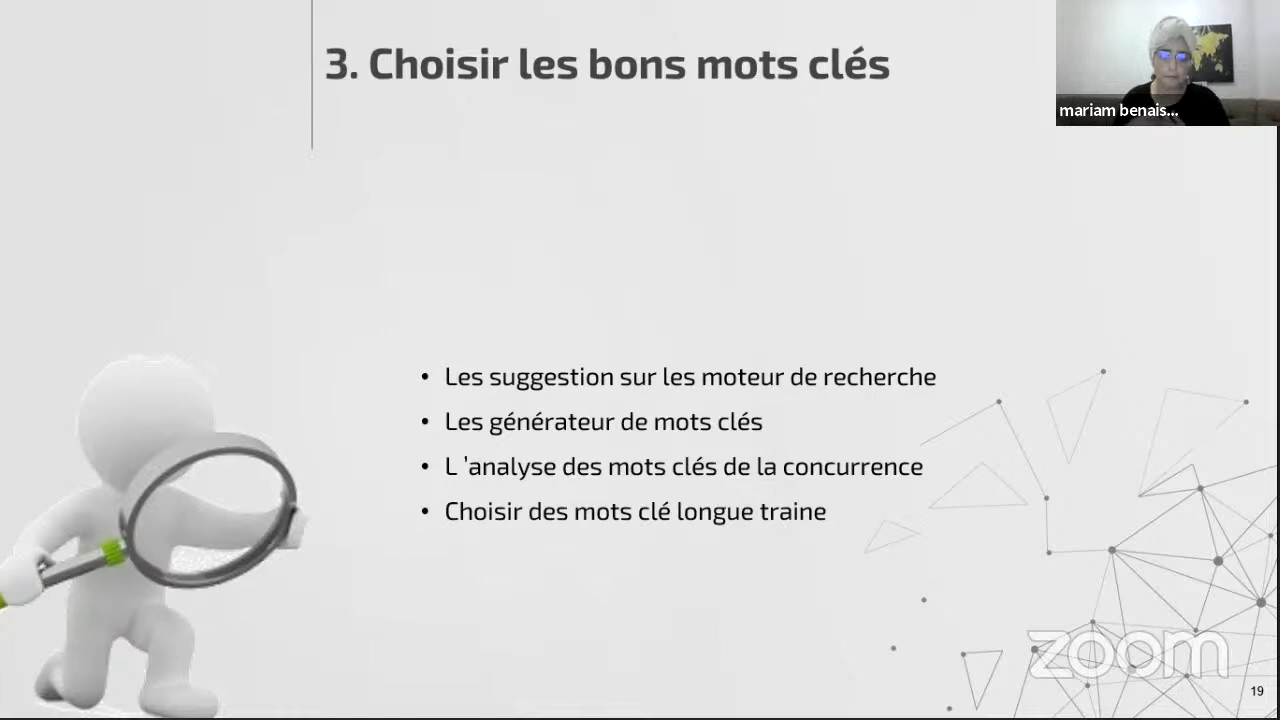 3. Choisir les bons mots clés
mariam benais...
• Les suggestion sur les moteur de recherche
• Les générateur de mots clés
• L ’analyse des mots clés de la concurrence
• Choisir des mots clé longue traine
zoom
19